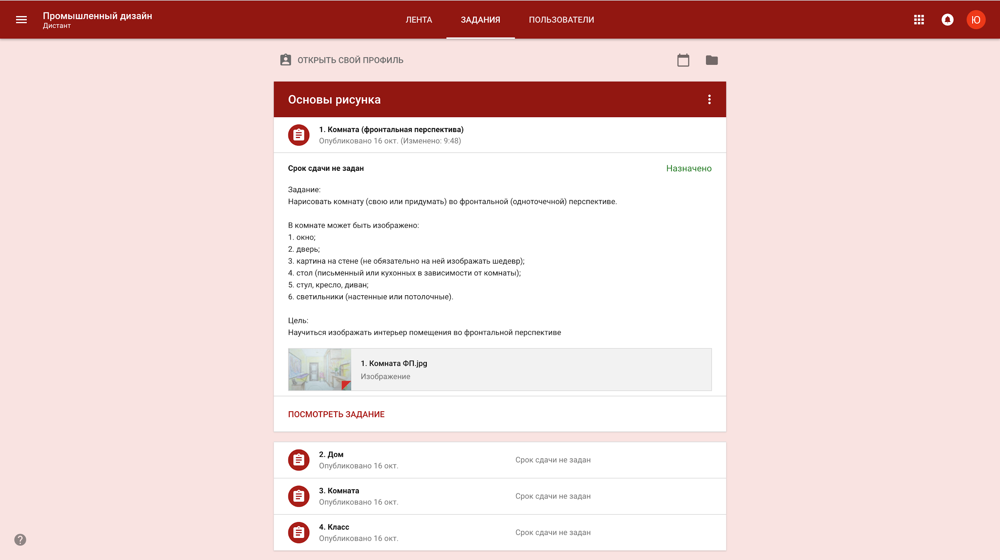 Промышленный дизайн
Дистант
ЛЕНТА
ЗАДАНИЯ
ПОЛЬЗОВАТЕЛИ
Ю
ОТКРЫТЬ СВОЙ ПРОФИЛЬ
Основы рисунка
1. Комната (фронтальная перспектива)
Опубликовано 16 окт. (Изменено: 9:48)
Срок сдачи не задан
Назначено
Задание:
Нарисовать комнату (свою или придумать) во фронтальной (одноточечной) перспективе.
В комнате может быть изображено:
1. окно;
2. дверь;
3. картина на стене (не обязательно на ней изображать шедевр);
4. стол (письменный или кухонных в зависимости от комнаты);
5. стул, кресло, диван;
6. светильники (настенные или потолочные).
Цель:
Научиться изображать интерьер помещения во фронтальной перспективе
1. Комната ФП.jpg
Изображение
ПОСМОТРЕТЬ ЗАДАНИЕ
2. Дом
Опубликовано 16 окт.
Срок сдачи не задан
3. Комната
Опубликовано 16 окт.
Срок сдачи не задан
4. Класс
Опубликовано 16 окт.
Срок сдачи не задан
?